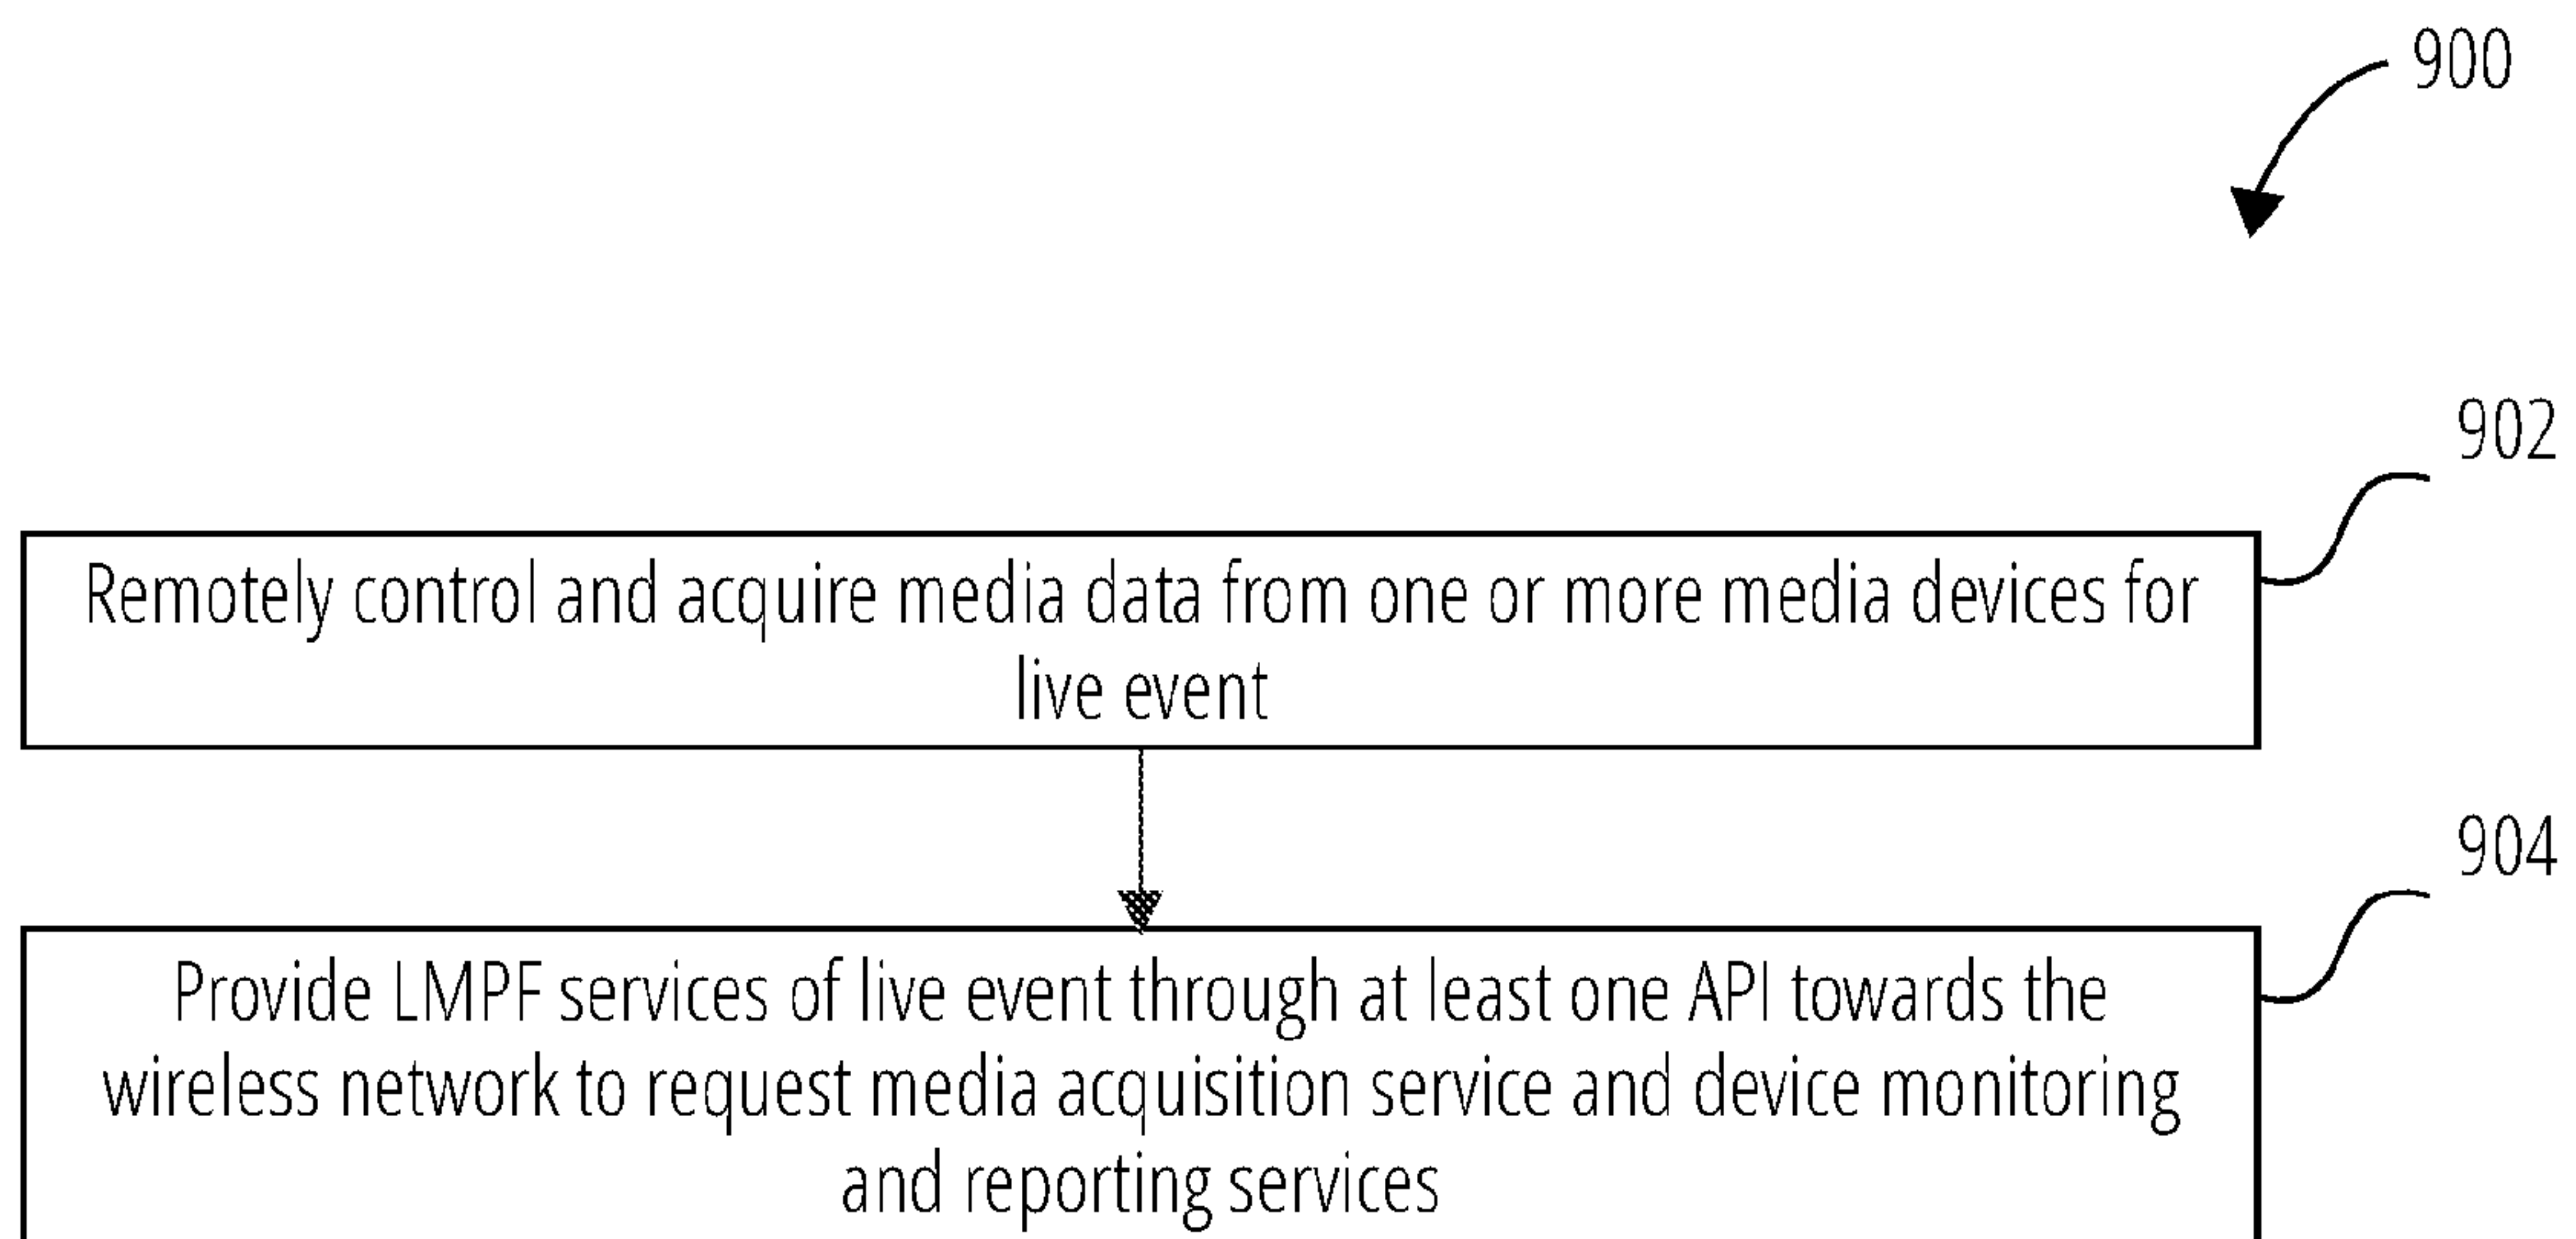 900
902
Remotely control and acquire media data from one or more media devices for
live event
904
Provide LMPF services of live event through at least one API towards the
wireless network to request media acquisition service and device monitoring
and reporting services